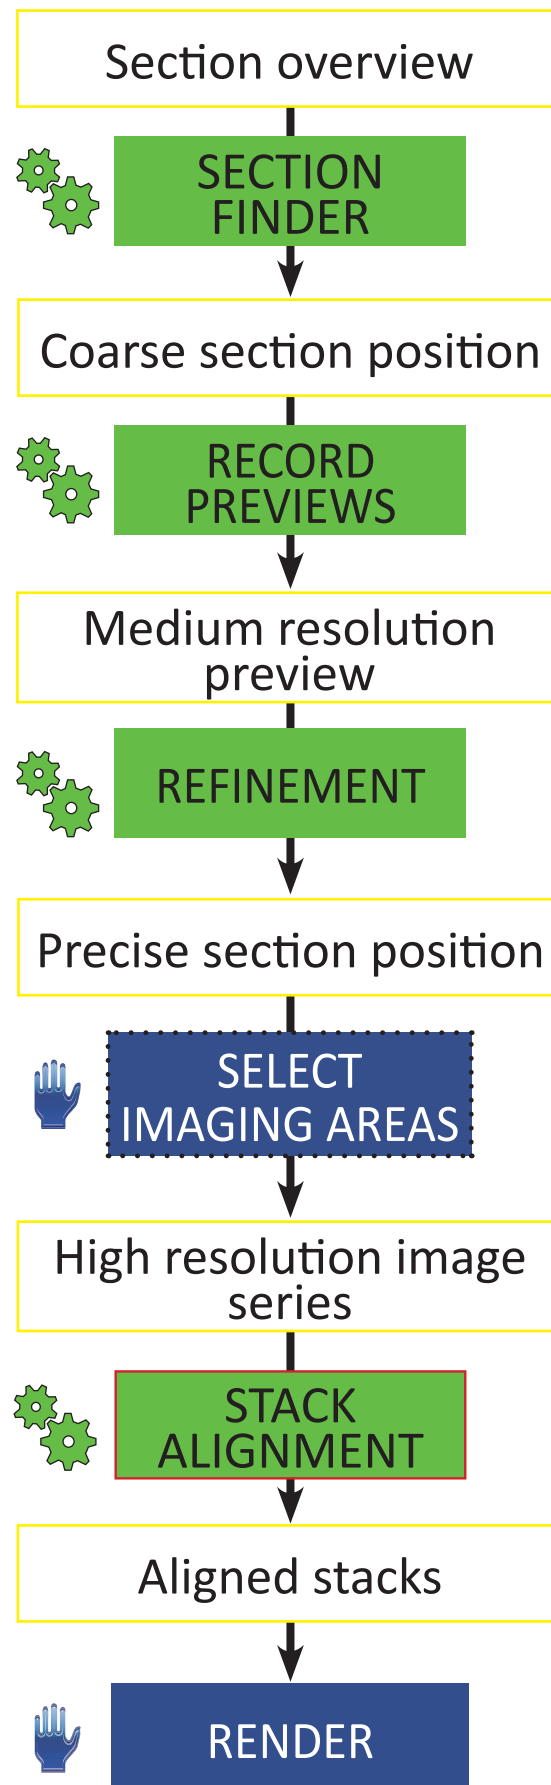 Section overview
SECTION
FINDER
Coarse section position
RECORD
PREVIEWS
Medium resolution
preview
REFINEMENT
Precise section position
SELECT
IMAGING AREAS
High resolution image
series
STACK
ALIGNMENT
Aligned stacks
RENDER